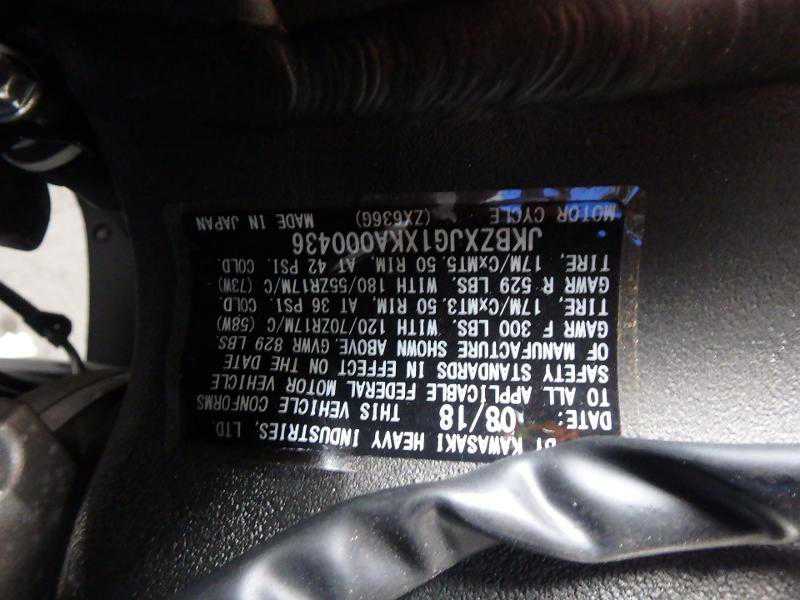 BY KAWASAKI HEAVY INDUSTRIES, LTD.
DATE: 08/18 THIS VEHICLE CONFORMS
TO ALL APPLICABLE FEDERAL MOTOR VEHICLE
SAFETY STANDARDS IN EFFECT ON THE DATE
OF MANUFACTURE SHOWN ABOVE. GVWR 829 LBS.
GAWR F 300 LBS. WITH 120/70ZR17M/C (58W)
TIRE, 17M/CxMT3.50 RIM, AT 36 PSI. COLD.
GAWR R 529 LBS. WITH 180/55ZR17M/C (73W)
TIRE, 17M/CxMT5.50 RIM, AT 42 PSI. COLD.
JKBZXJG1XKA000436
MOTOR CYCLE (ZX636G) MADE IN JAPAN